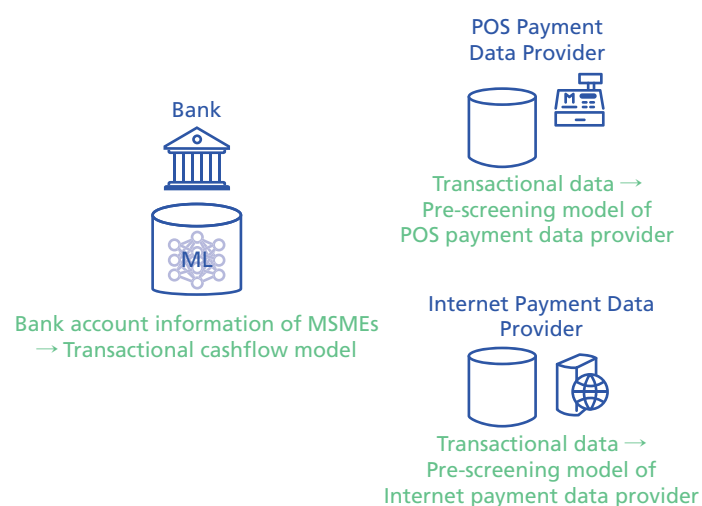 Bank
ML
Bank account information of MSMEs
→ Transactional cashflow model
POS Payment
Data Provider
M
Transactional data →
Pre-screening model of
POS payment data provider
Internet Payment Data
Provider
Transactional data →
Pre-screening model of
Internet payment data provider